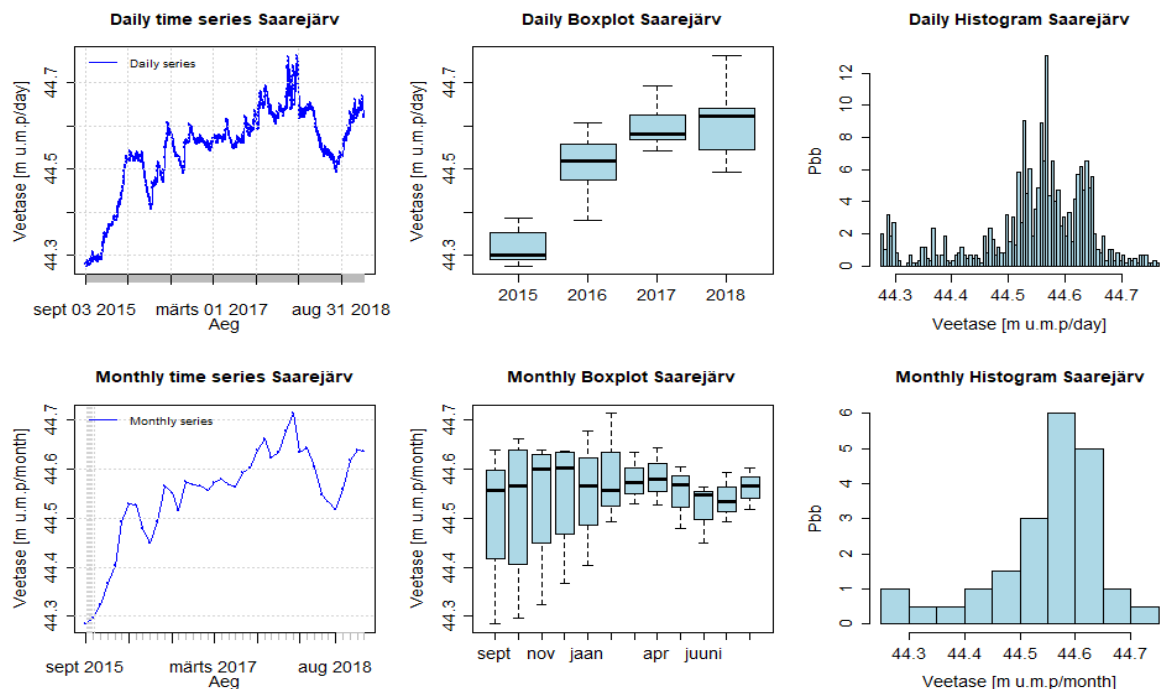 Daily time series Saarejärv
Daily series
Veetase [m u.m.p/day]
44.7
44.5
44.3
sept 03 2015 märts 01 2017 aug 31 2018
Aeg
Daily Boxplot Saarejärv
Veetase [m u.m.p/day]
44.7
44.5
44.3
2015 2016 2017 2018
Daily Histogram Saarejärv
Pbb
12
10
8
6
4
2
0
44.3 44.4 44.5 44.6 44.7
Veetase [m u.m.p/day]
Monthly time series Saarejärv
Monthly series
Veetase [m u.m.p/month]
44.7
44.6
44.5
44.4
44.3
sept 2015 märts 2017 aug 2018
Aeg
Monthly Boxplot Saarejärv
Veetase [m u.m.p/month]
44.7
44.6
44.5
44.4
44.3
sept nov jaan apr juuni
Monthly Histogram Saarejärv
Pbb
6
5
4
3
2
1
0
44.3 44.4 44.5 44.6 44.7
Veetase [m u.m.p/month]